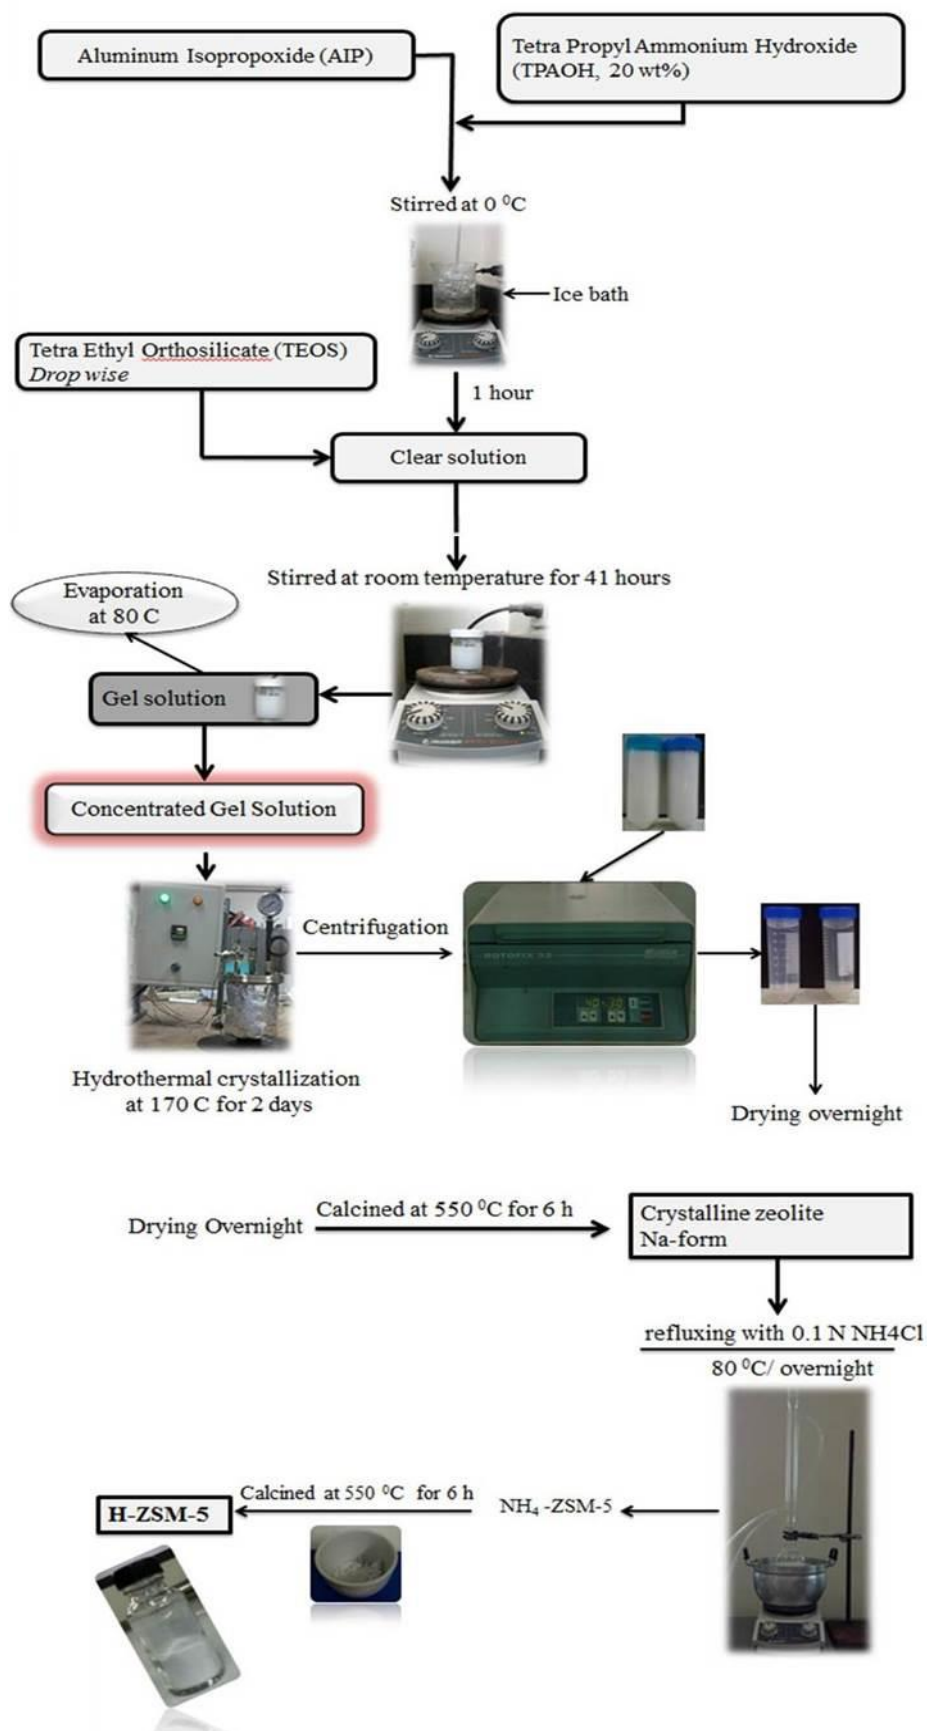 Aluminum Isopropoxide (AIP)
Tetra Propyl Ammonium Hydroxide
(TPAOH, 20 wt%)
Stirred at 0 ⁰C
Ice bath
Tetra Ethyl Orthosilicate (TEOS)
Drop wise
1 hour
Clear solution
Stirred at room temperature for 41 hours
Evaporation
at 80 C
Gel solution
Concentrated Gel Solution
Centrifugation
Hydrothermal crystallization
at 170 C for 2 days
Drying overnight
Drying Overnight
Calcined at 550 ⁰C for 6 h
Crystalline zeolite
Na-form
refluxing with 0.1 N NH4Cl
80 ⁰C/ overnight
Calcined at 550 ⁰C for 6 h
NH₄ -ZSM-5
H-ZSM-5